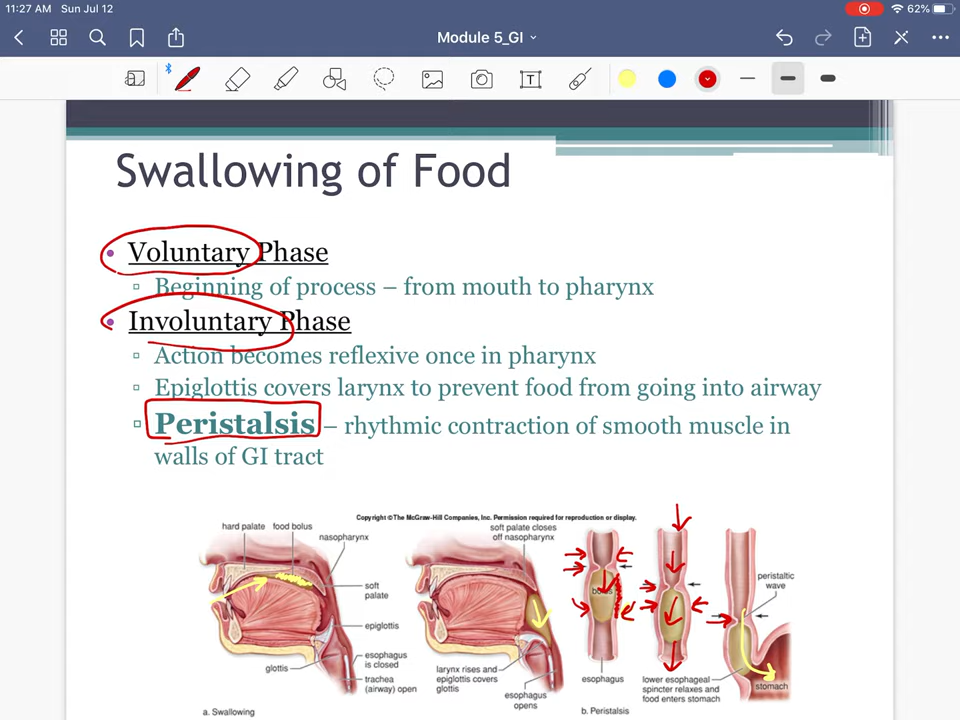 11:27 AM Sun Jul 12
62%
Module 5_GI
Swallowing of Food
• Voluntary Phase
▫ Beginning of process – from mouth to pharynx
• Involuntary Phase
▫ Action becomes reflexive once in pharynx
▫ Epiglottis covers larynx to prevent food from going into airway
▫ Peristalsis – rhythmic contraction of smooth muscle in
walls of GI tract
Copyright ©The McGraw-Hill Companies, Inc. Permission required for reproduction or display.
hard palate
food bolus
nasopharynx
soft
palate
epiglottis
esophagus
is closed
trachea
(airway) open
glottis
a. Swallowing
soft palate closes
off nasopharynx
larynx rises and
epiglottis covers
glottis
esophagus
opens
esophagus
b. Peristalsis
peristaltic
wave
lower esophageal
spincter relaxes and
food enters stomach
stomach